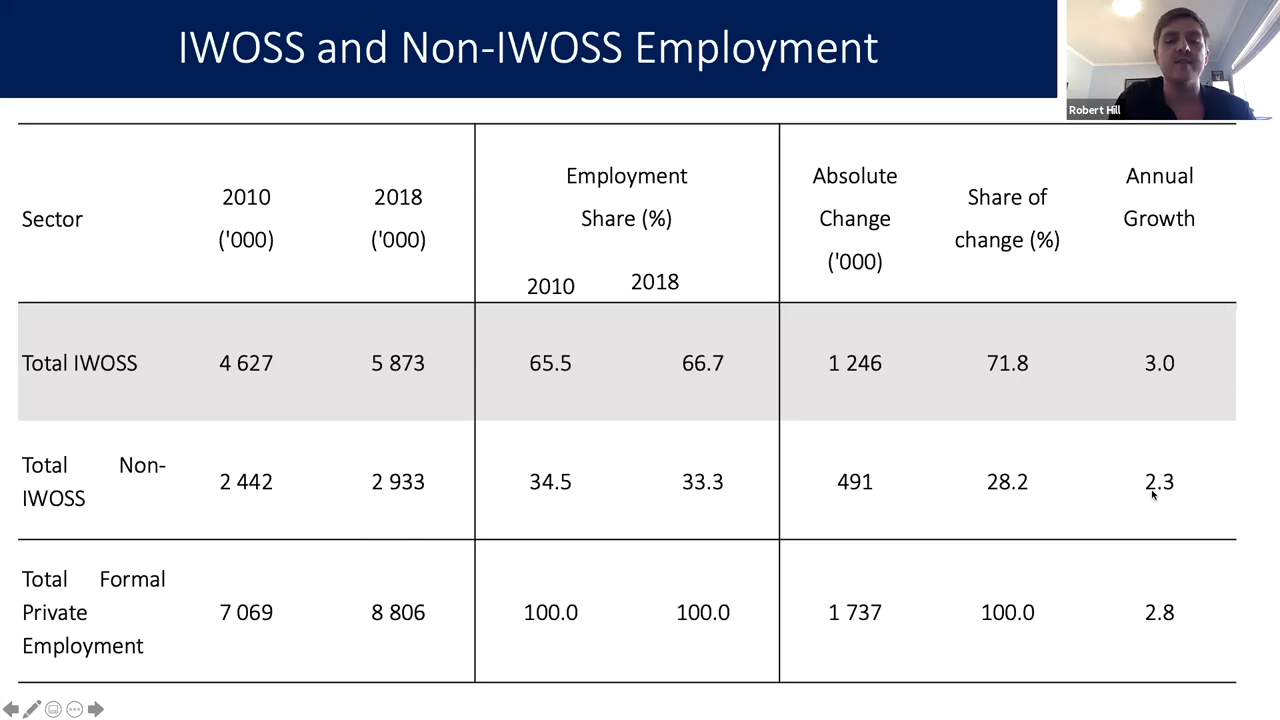 IWOSS and Non-IWOSS Employment
Robert Hill
Sector
2010
('000)
2018
('000)
Employment
Share (%)
2010
2018
Absolute
Change
('000)
Share of
change (%)
Annual
Growth
Total IWOSS
4 627
5 873
65.5
66.7
1 246
71.8
3.0
Total Non-
IWOSS
2 442
2 933
34.5
33.3
491
28.2
2.3
Total Formal
Private
Employment
7 069
8 806
100.0
100.0
1 737
100.0
2.8